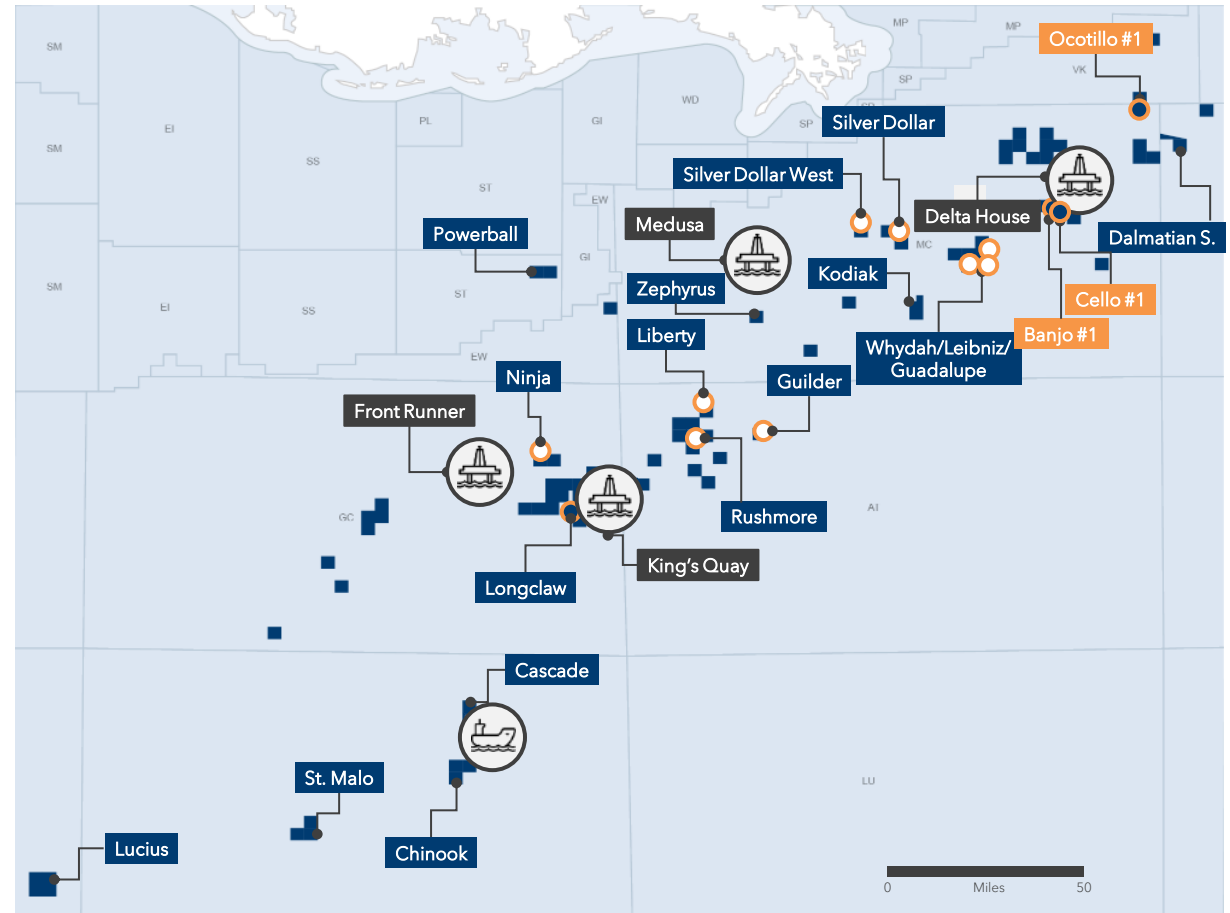 SM
MP
MP
Ocotillo #1
VK
SP
WD
SP
SP
Silver Dollar
EI
PL
GI
SM
SS
ST
Silver Dollar West
EW
Delta House
Medusa
Powerball
MC
Dalmatian S.
GI
Kodiak
SM
Zephyrus
ST
Cello #1
EI
SS
Liberty
Banjo #1
Whydah/Leibniz/
Guadalupe
EW
Ninja
Guilder
Front Runner
GC
AT
Rushmore
King's Quay
Longclaw
Cascade
St. Malo
LU
Lucius
Chinook
0 Miles 50